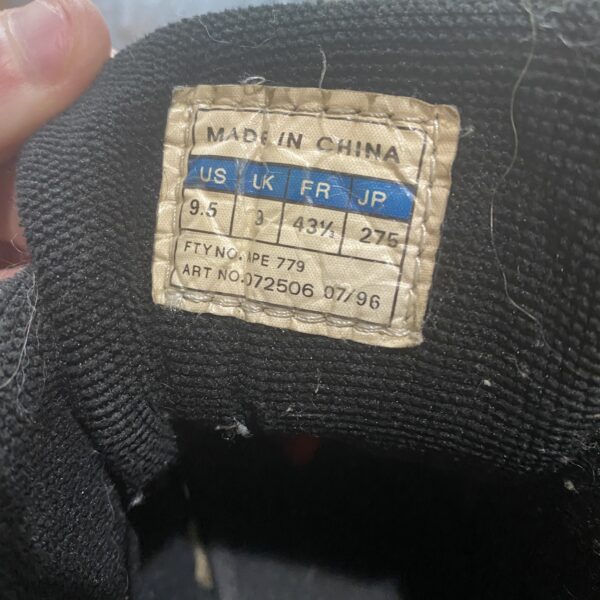 MADE IN CHINA
US UK FR JP
9.5 9 43⅓ 275
FTY NO. IPE 779
ART NO. 072506 07/96